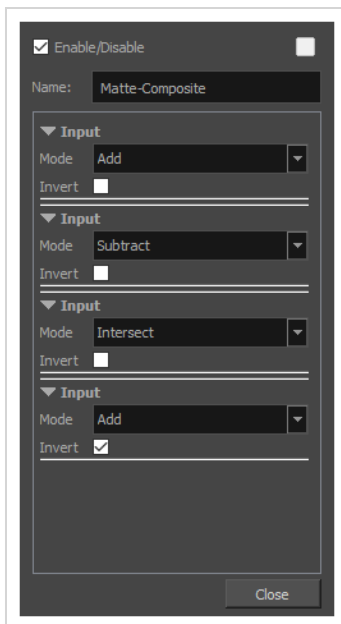 Enable/Disable
Name: Matte-Composite
Input
Mode Add
Invert
Input
Mode Subtract
Invert
Input
Mode Intersect
Invert
Input
Mode Add
Invert
Close